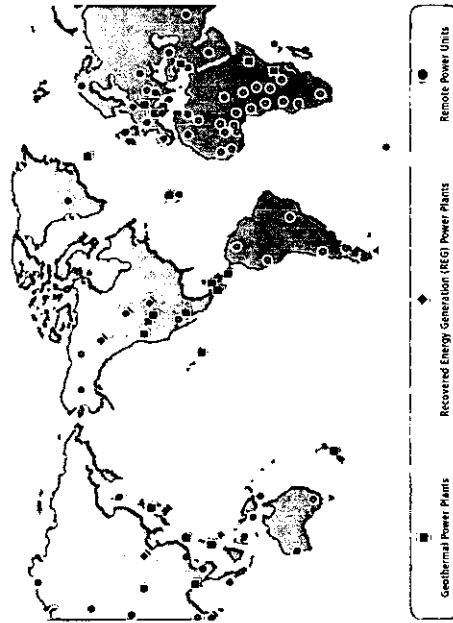 Geothermal Power Plants
Recovered Energy Generation (REG) Power Plants
Remote Power Units